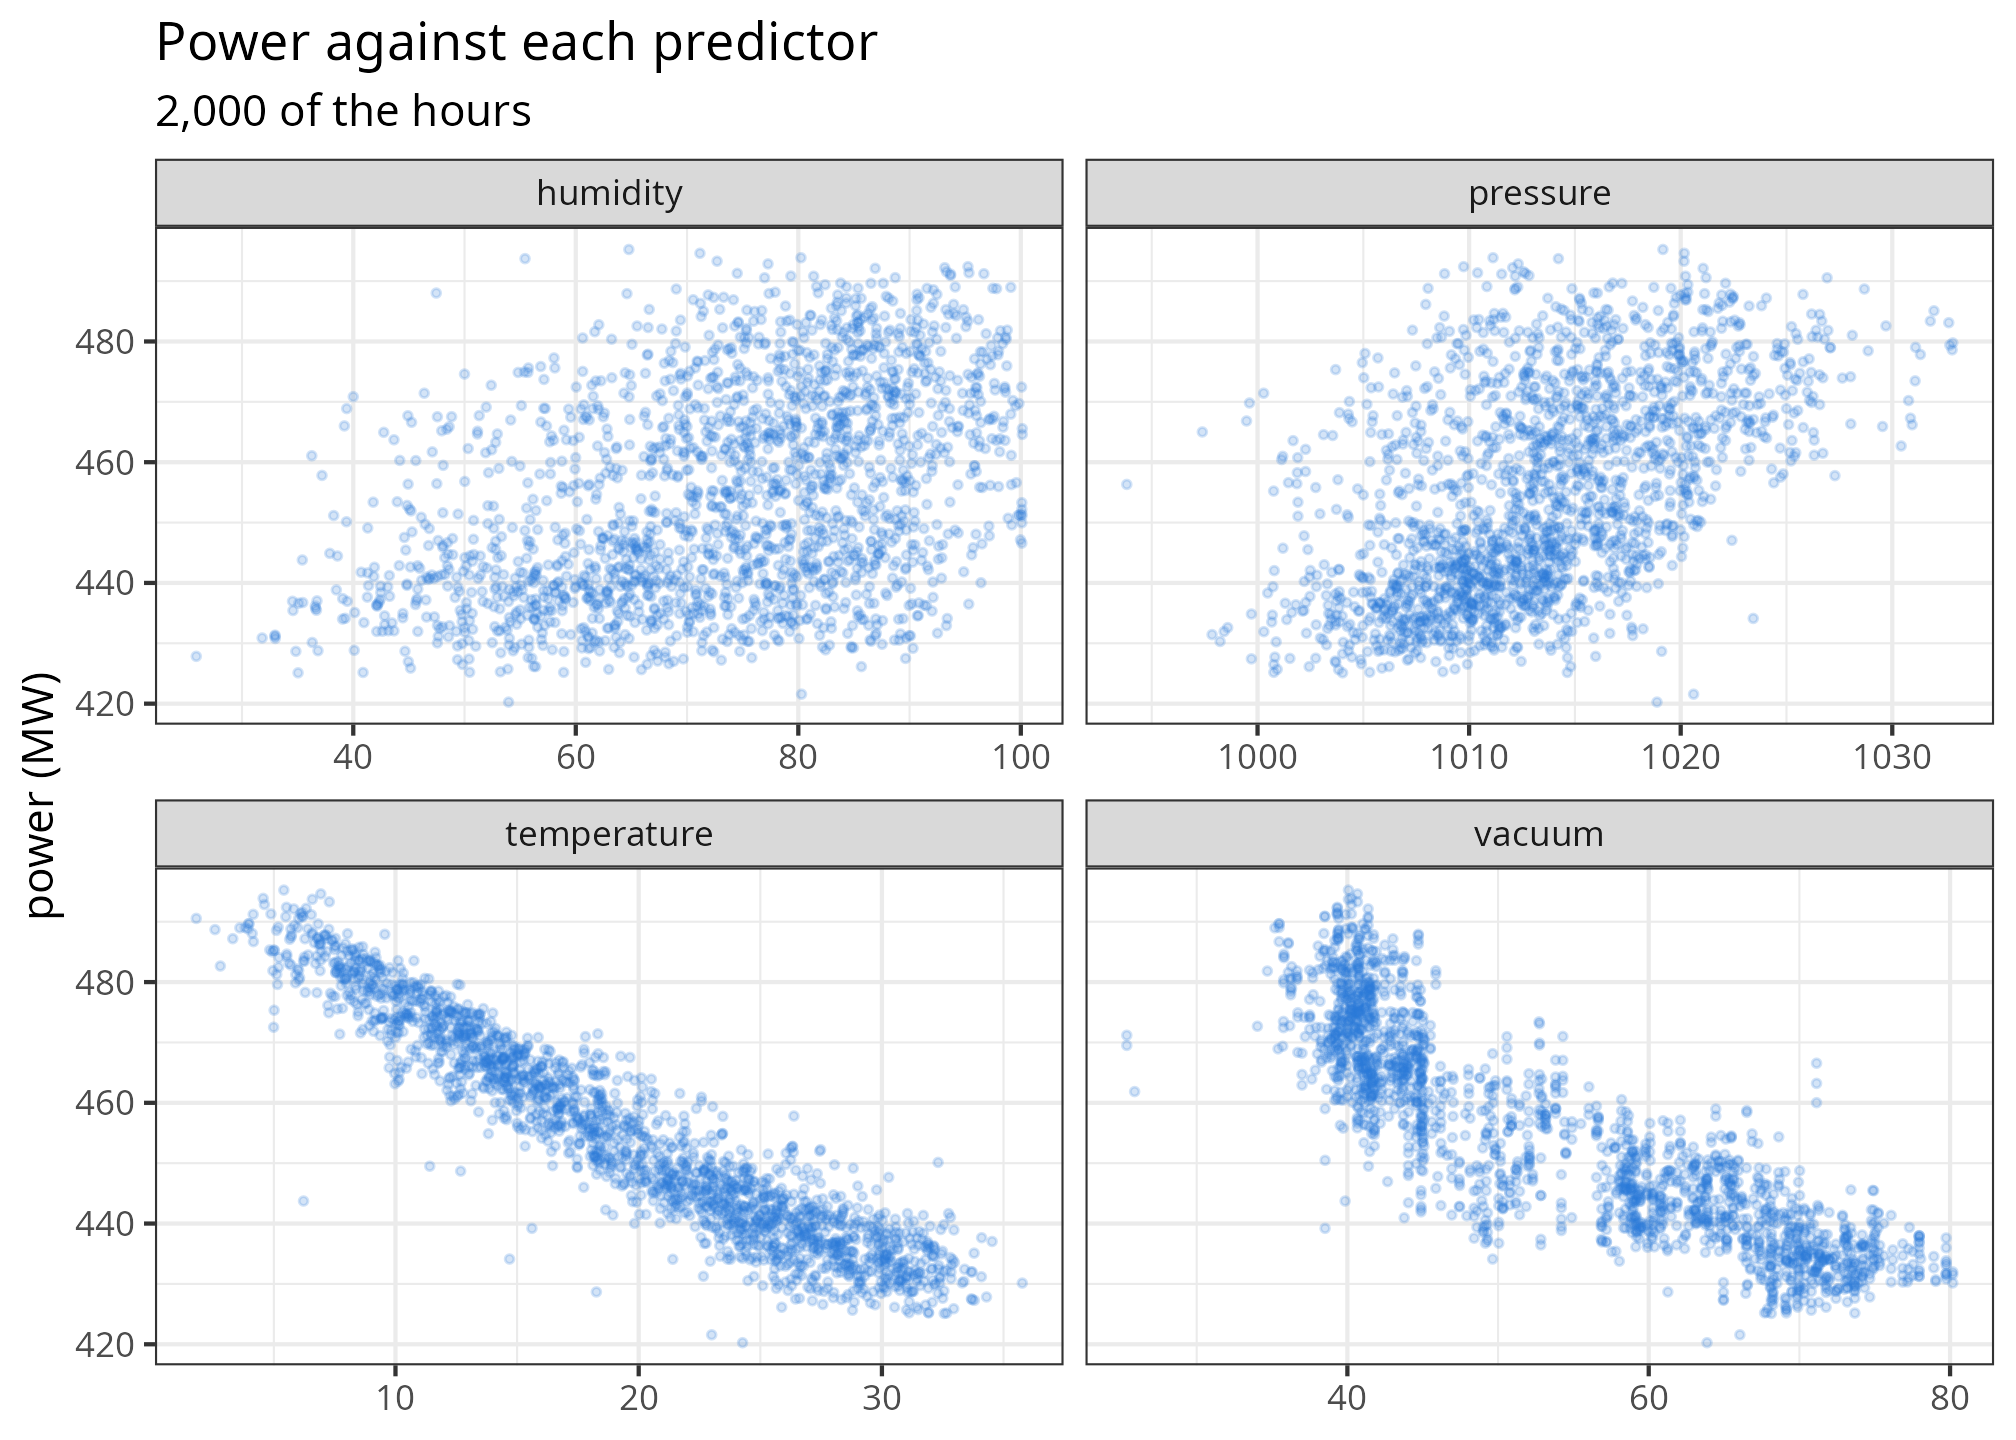 Power against each predictor
2,000 of the hours
humidity
pressure
480
460
440
420
40 60 80 100
1000 1010 1020 1030
power (MW)
temperature
vacuum
480
460
440
420
10 20 30
40 60 80